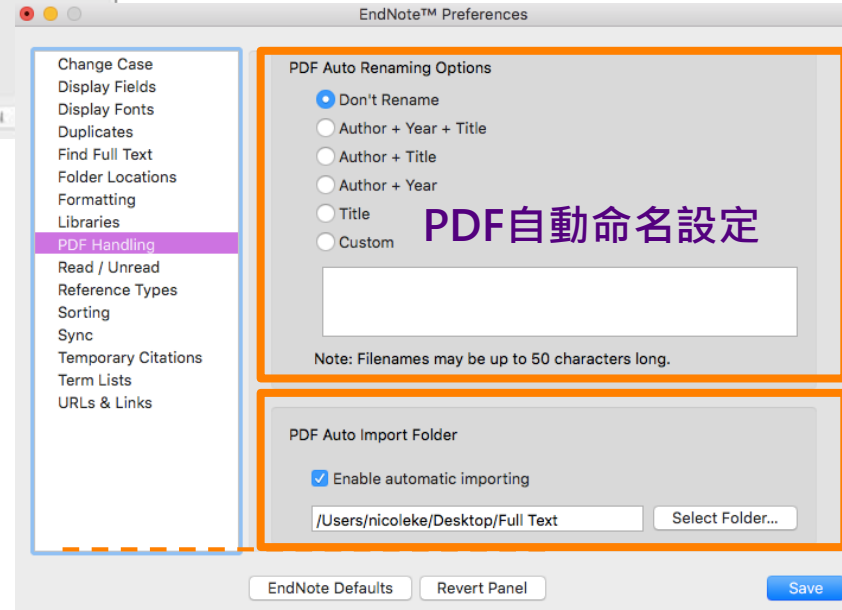 EndNote™ Preferences
Change Case
Display Fields
Display Fonts
Duplicates
Find Full Text
Folder Locations
Formatting
Libraries
PDF Handling
Read / Unread
Reference Types
Sorting
Sync
Temporary Citations
Term Lists
URLs & Links
PDF Auto Renaming Options
Don't Rename
Author + Year + Title
Author + Title
Author + Year
Title
Custom
PDF自動命名設定
Note: Filenames may be up to 50 characters long.
PDF Auto Import Folder
Enable automatic importing
/Users/nicoleke/Desktop/Full Text
Select Folder...
EndNote Defaults
Revert Panel
Save